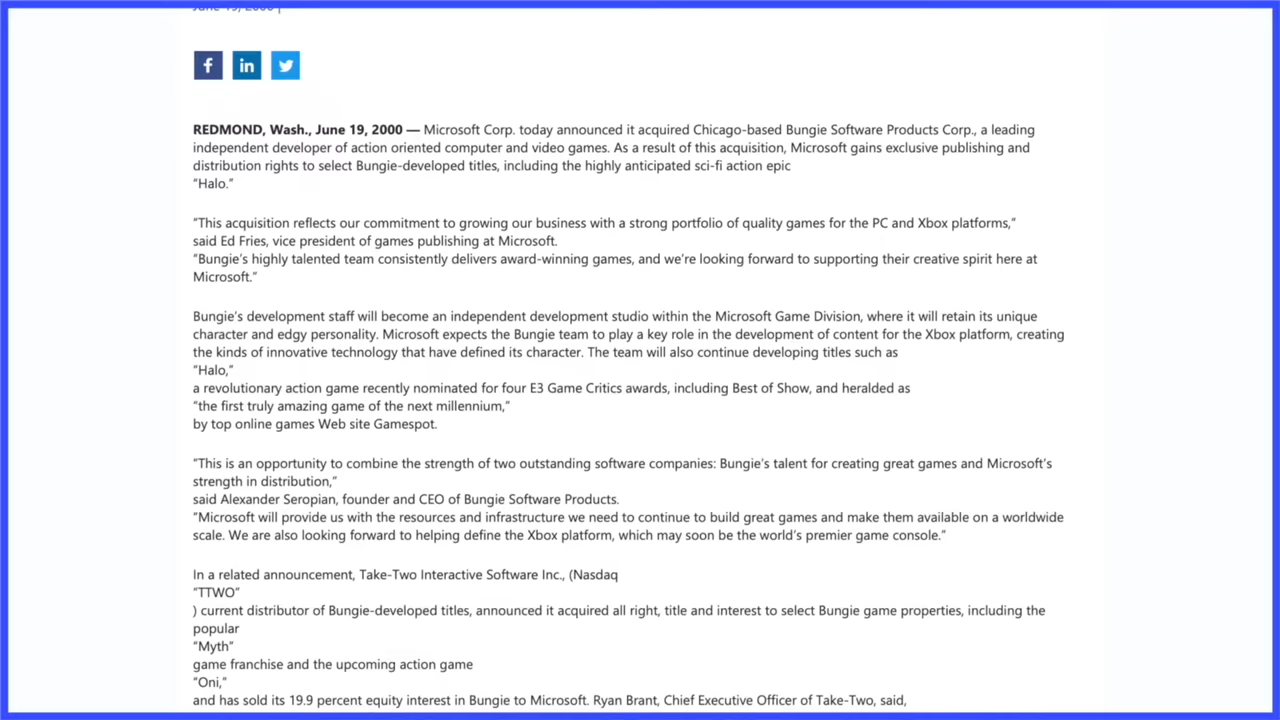 June 19, 2000 |
f
in
REDMOND, Wash., June 19, 2000 — Microsoft Corp. today announced it acquired Chicago-based Bungie Software Products Corp., a leading
independent developer of action oriented computer and video games. As a result of this acquisition, Microsoft gains exclusive publishing and
distribution rights to select Bungie-developed titles, including the highly anticipated sci-fi action epic
“Halo.”
“This acquisition reflects our commitment to growing our business with a strong portfolio of quality games for the PC and Xbox platforms,”
said Ed Fries, vice president of games publishing at Microsoft.
“Bungie’s highly talented team consistently delivers award-winning games, and we’re looking forward to supporting their creative spirit here at
Microsoft.”
Bungie’s development staff will become an independent development studio within the Microsoft Game Division, where it will retain its unique
character and edgy personality. Microsoft expects the Bungie team to play a key role in the development of content for the Xbox platform, creating
the kinds of innovative technology that have defined its character. The team will also continue developing titles such as
“Halo,”
a revolutionary action game recently nominated for four E3 Game Critics awards, including Best of Show, and heralded as
“the first truly amazing game of the next millennium,”
by top online games Web site Gamespot.
“This is an opportunity to combine the strength of two outstanding software companies: Bungie’s talent for creating great games and Microsoft’s
strength in distribution,”
said Alexander Seropian, founder and CEO of Bungie Software Products.
“Microsoft will provide us with the resources and infrastructure we need to continue to build great games and make them available on a worldwide
scale. We are also looking forward to helping define the Xbox platform, which may soon be the world’s premier game console.”
In a related announcement, Take-Two Interactive Software Inc., (Nasdaq
“TTWO”
) current distributor of Bungie-developed titles, announced it acquired all right, title and interest to select Bungie game properties, including the
popular
“Myth”
game franchise and the upcoming action game
“Oni,”
and has sold its 19.9 percent equity interest in Bungie to Microsoft. Ryan Brant, Chief Executive Officer of Take-Two, said,